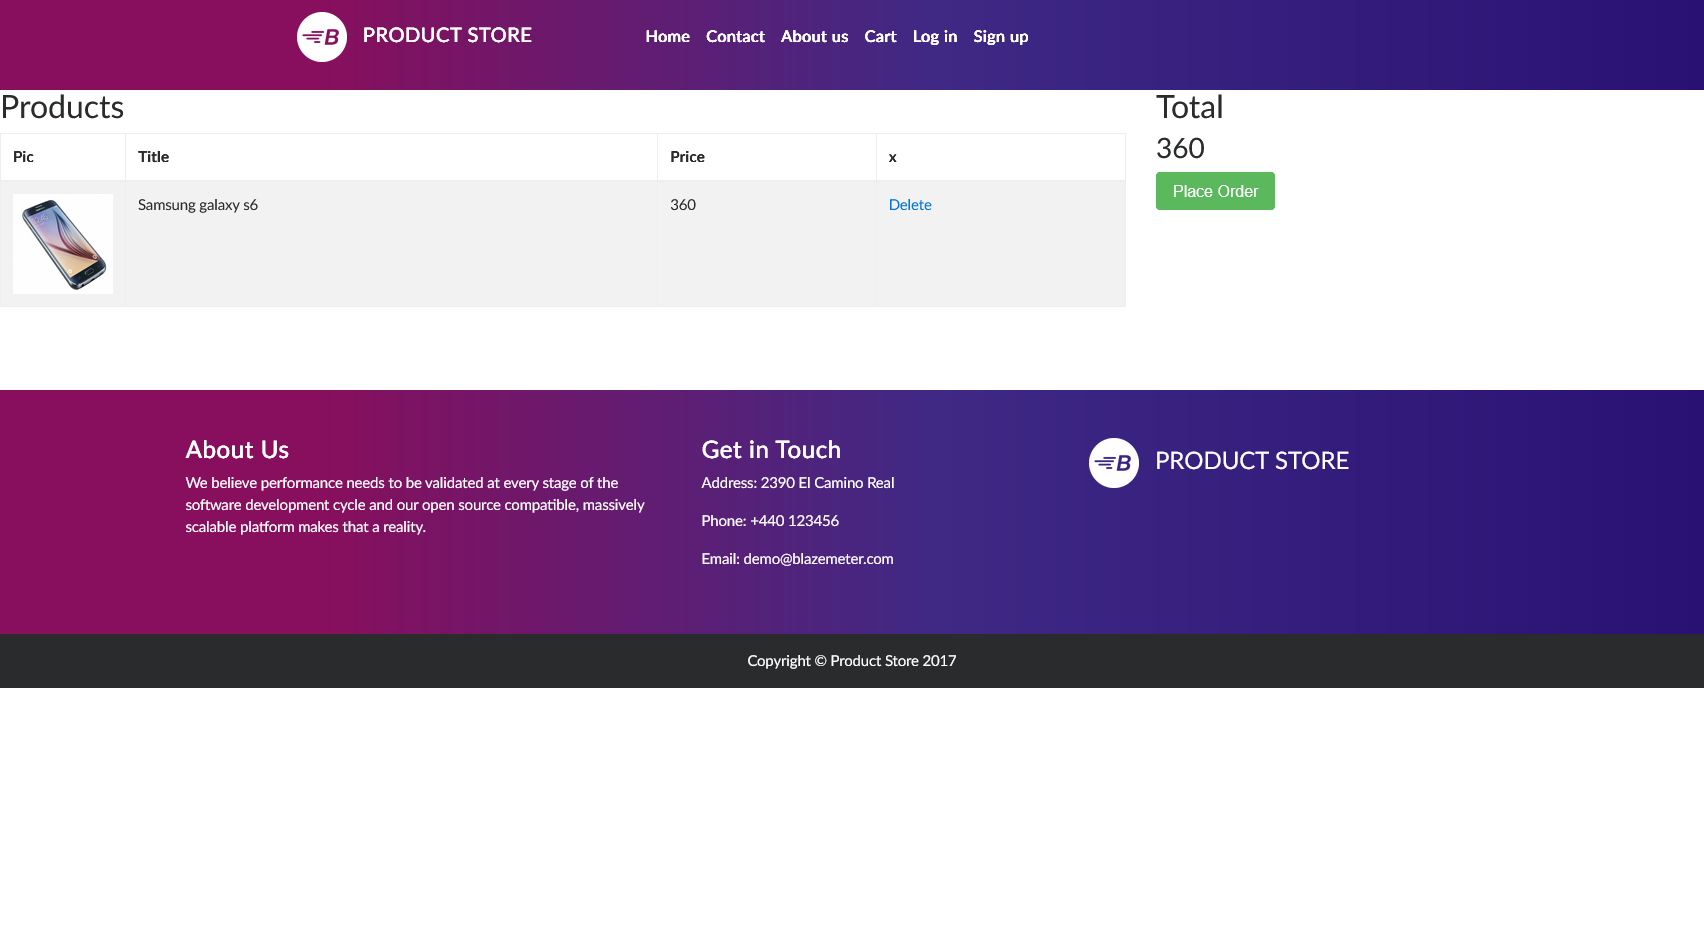 B PRODUCT STORE
Home Contact About us Cart Log in Sign up
Products
Pic Title Price x
Samsung galaxy s6 360 Delete
Total
360
Place Order
About Us
We believe performance needs to be validated at every stage of the
software development cycle and our open source compatible, massively
scalable platform makes that a reality.
Get in Touch
Address: 2390 El Camino Real
Phone: +440 123456
Email: demo@blazemeter.com
B PRODUCT STORE
Copyright © Product Store 2017